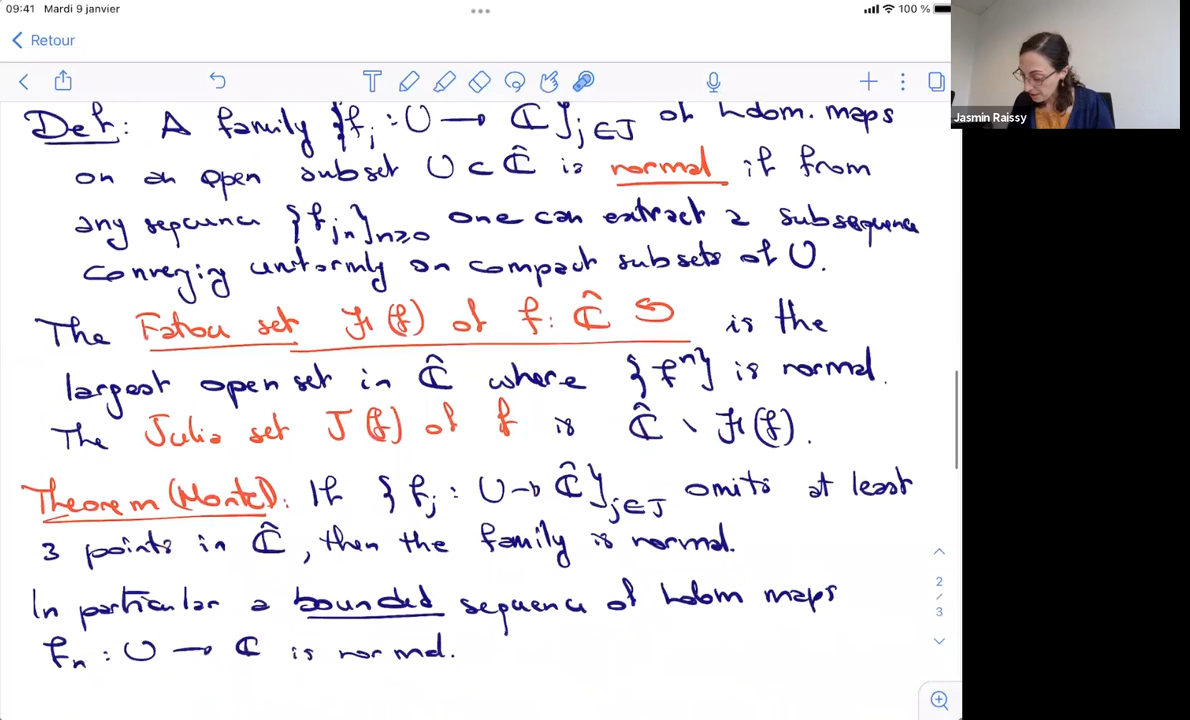 09:41 Mardi 9 janvier
100 %
Retour
Jasmin Raissy
Def: A family {f_j : U → ℂ}_{j∈J} of holom. maps
on an open subset U ⊂ Ĉ is normal if from
any sequence {f_{j_n}}_{n≥0} one can extract a subsequence
converging uniformly on compact subsets of U.
The Fatou set F(f) of f: Ĉ ↺ is the
largest open set in Ĉ where {f^n} is normal.
The Julia set J(f) of f is Ĉ \ F(f).
Theorem (Montel): If {f_j : U → Ĉ}_{j∈J} omits at least
3 points in Ĉ, then the family is normal.
In particular a bounded sequence of holom maps
f_n : U → ℂ is normal.
2
/
3